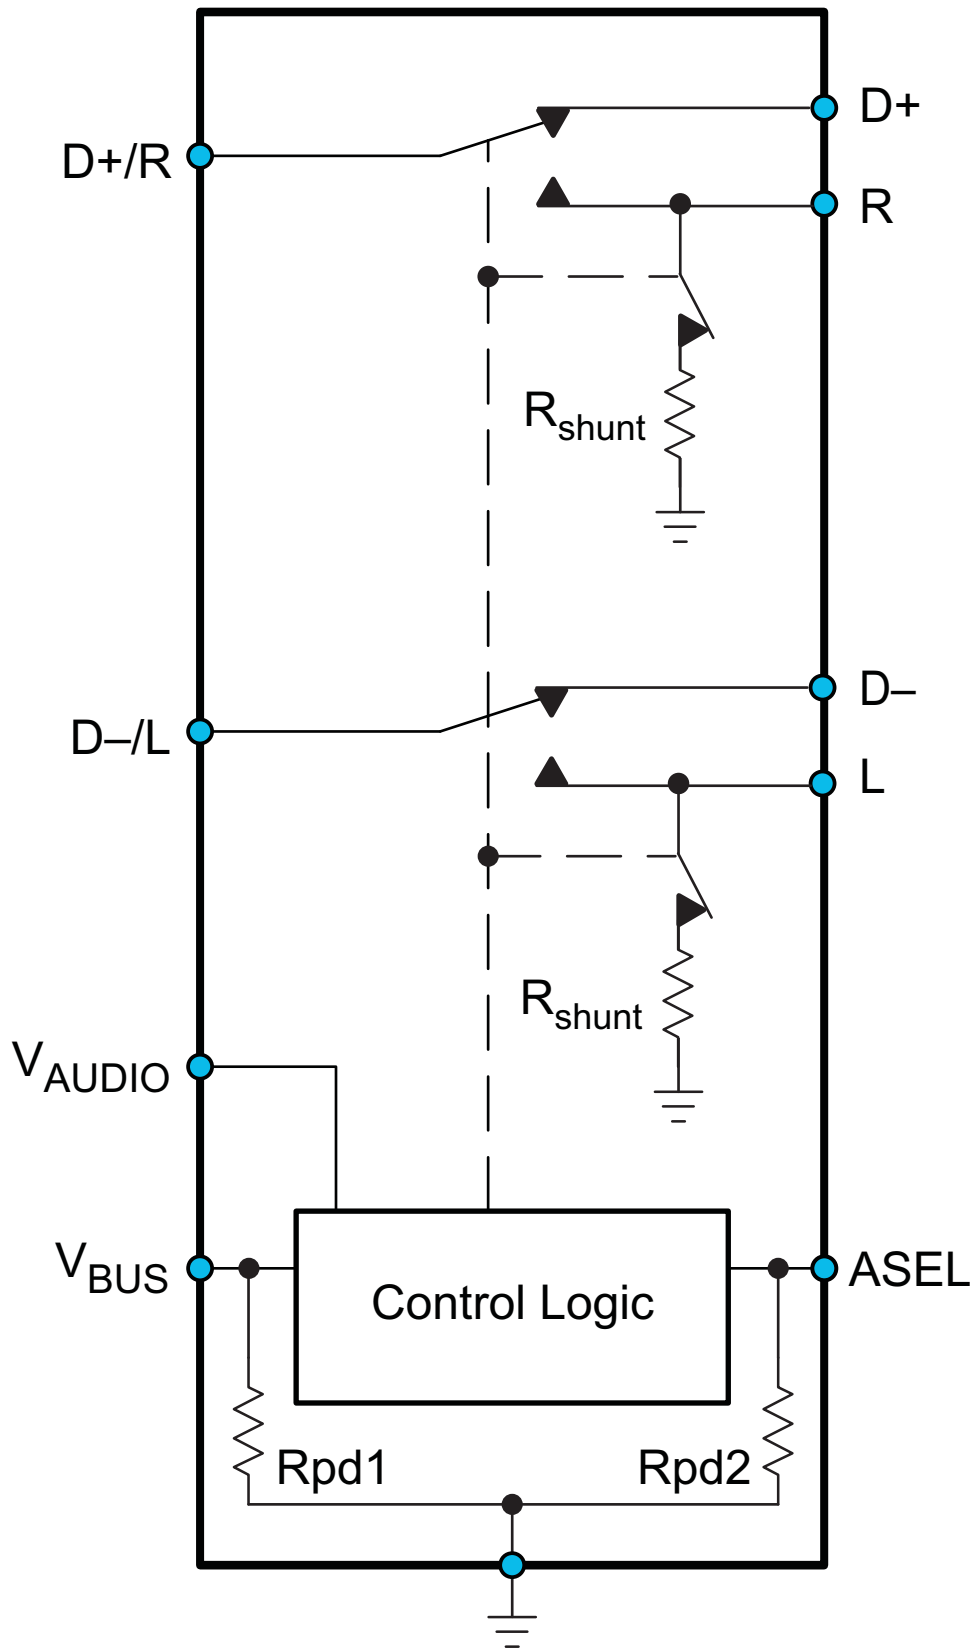 D+
D+/R
R
Rshunt
D–
D–/L
L
Rshunt
VAUDIO
VBUS
Control Logic
ASEL
Rpd1
Rpd2